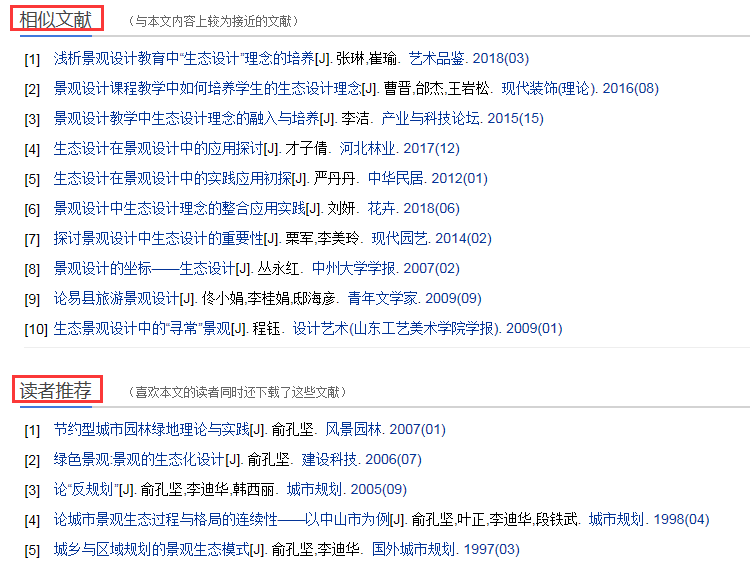 相似文献 （与本文内容上较为接近的文献）
[1] 浅析景观设计教育中“生态设计”理念的培养[J]. 张琳,崔瑜. 艺术品鉴. 2018(03)
[2] 景观设计课程教学中如何培养学生的生态设计理念[J]. 曹晋,邰杰,王岩松. 现代装饰(理论). 2016(08)
[3] 景观设计教学中生态设计理念的融入与培养[J]. 李洁. 产业与科技论坛. 2015(15)
[4] 生态设计在景观设计中的应用探讨[J]. 才子倩. 河北林业. 2017(12)
[5] 生态设计在景观设计中的实践应用初探[J]. 严丹丹. 中华民居. 2012(01)
[6] 景观设计中生态设计理念的整合应用实践[J]. 刘妍. 花卉. 2018(06)
[7] 探讨景观设计中生态设计的重要性[J]. 栗军,李美玲. 现代园艺. 2014(02)
[8] 景观设计的坐标——生态设计[J]. 丛永红. 中州大学学报. 2007(02)
[9] 论易县旅游景观设计[J]. 佟小娟,李桂娟,邸海彦. 青年文学家. 2009(09)
[10] 生态景观设计中的“寻常”景观[J]. 程钰. 设计艺术(山东工艺美术学院学报). 2009(01)
读者推荐 （喜欢本文的读者同时还下载了这些文献）
[1] 节约型城市园林绿地理论与实践[J]. 俞孔坚. 风景园林. 2007(01)
[2] 绿色景观:景观的生态化设计[J]. 俞孔坚. 建设科技. 2006(07)
[3] 论“反规划”[J]. 俞孔坚,李迪华,韩西丽. 城市规划. 2005(09)
[4] 论城市景观生态过程与格局的连续性——以中山市为例[J]. 俞孔坚,叶正,李迪华,段铁武. 城市规划. 1998(04)
[5] 城乡与区域规划的景观生态模式[J]. 俞孔坚,李迪华. 国外城市规划. 1997(03)